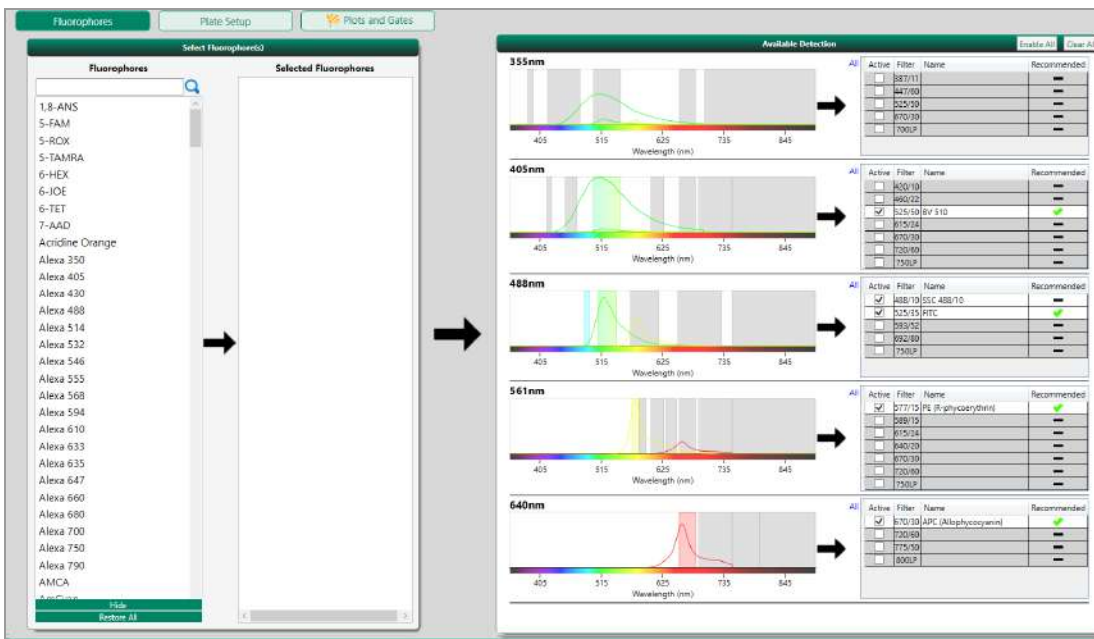 Fluorophores
Plate Setup
Plots and Gates
Select Fluorophore(s)
Fluorophores
Selected Fluorophores
1,8-ANS
5-FAM
5-ROX
5-TAMRA
6-HEX
6-JOE
6-TET
7-AAD
Acridine Orange
Alexa 350
Alexa 405
Alexa 430
Alexa 488
Alexa 514
Alexa 532
Alexa 546
Alexa 555
Alexa 568
Alexa 594
Alexa 610
Alexa 633
Alexa 635
Alexa 647
Alexa 660
Alexa 680
Alexa 700
Alexa 750
Alexa 790
AMCA
Hide
Restore All
Available Detection
Enable All
Clear Al
355nm
405 515 625 735 845
Wavelength (nm)
All
Active Filter Name Recommended
387/11
447/60
525/50
670/30
700LP
405nm
405 515 625 735 845
Wavelength (nm)
All
Active Filter Name Recommended
420/10
460/22
525/50 BV 510
615/24
670/30
720/60
750LP
488nm
405 515 625 735 845
Wavelength (nm)
All
Active Filter Name Recommended
488/10 SSC 488/10
525/35 FITC
593/52
692/80
750LP
561nm
405 515 625 735 845
Wavelength (nm)
All
Active Filter Name Recommended
577/15 PE (R-phycoerythrin)
589/15
615/24
640/20
670/30
720/60
750LP
640nm
405 515 625 735 845
Wavelength (nm)
All
Active Filter Name Recommended
670/30 APC (Allophycocyanin)
720/60
775/50
800LP